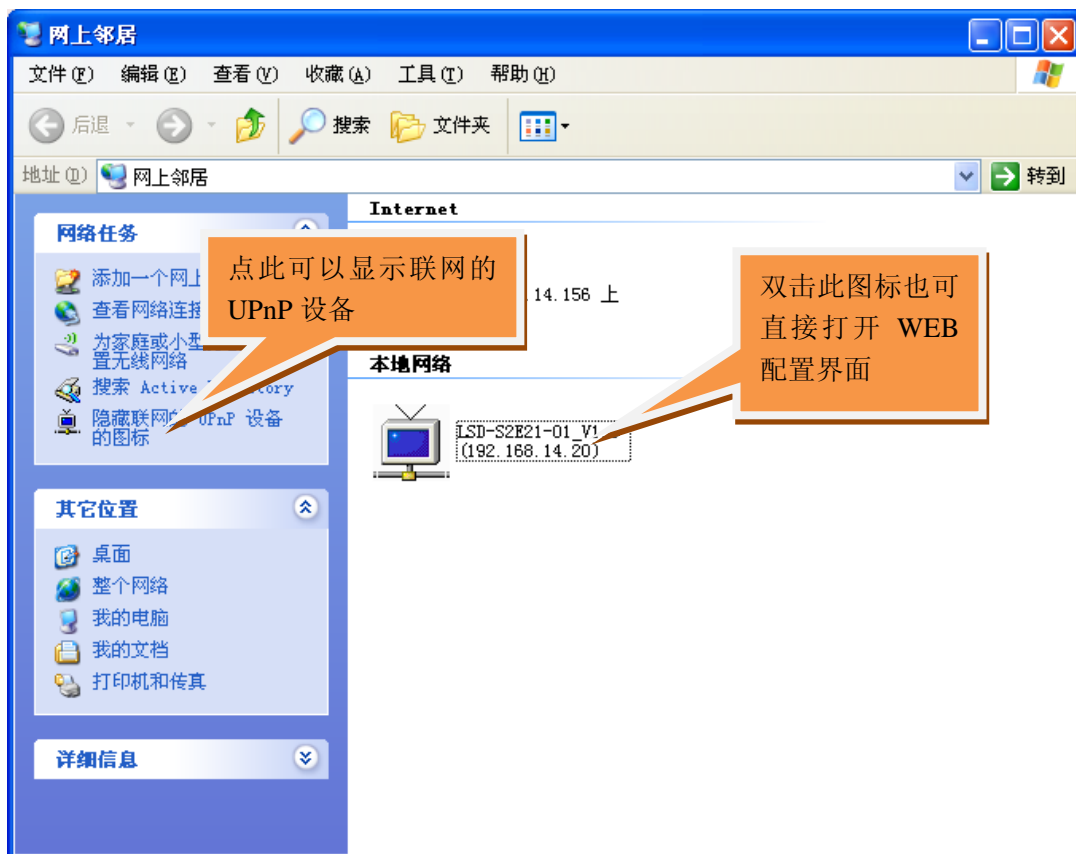 网上邻居
文件(F) 编辑(E) 查看(V) 收藏(A) 工具(T) 帮助(H)
后退 搜索 文件夹
地址(D) 网上邻居 转到
Internet
网络任务
添加一个网上
查看网络连接
为家庭或小型
置无线网络
搜索 Active
隐藏联网的 UPnP 设备
的图标
点此可以显示联网的
UPnP 设备
.14.156 上
双击此图标也可
直接打开 WEB
配置界面
本地网络
LSD-S2E21-01_V1
(192.168.14.20)
其它位置
桌面
整个网络
我的电脑
我的文档
打印机和传真
详细信息